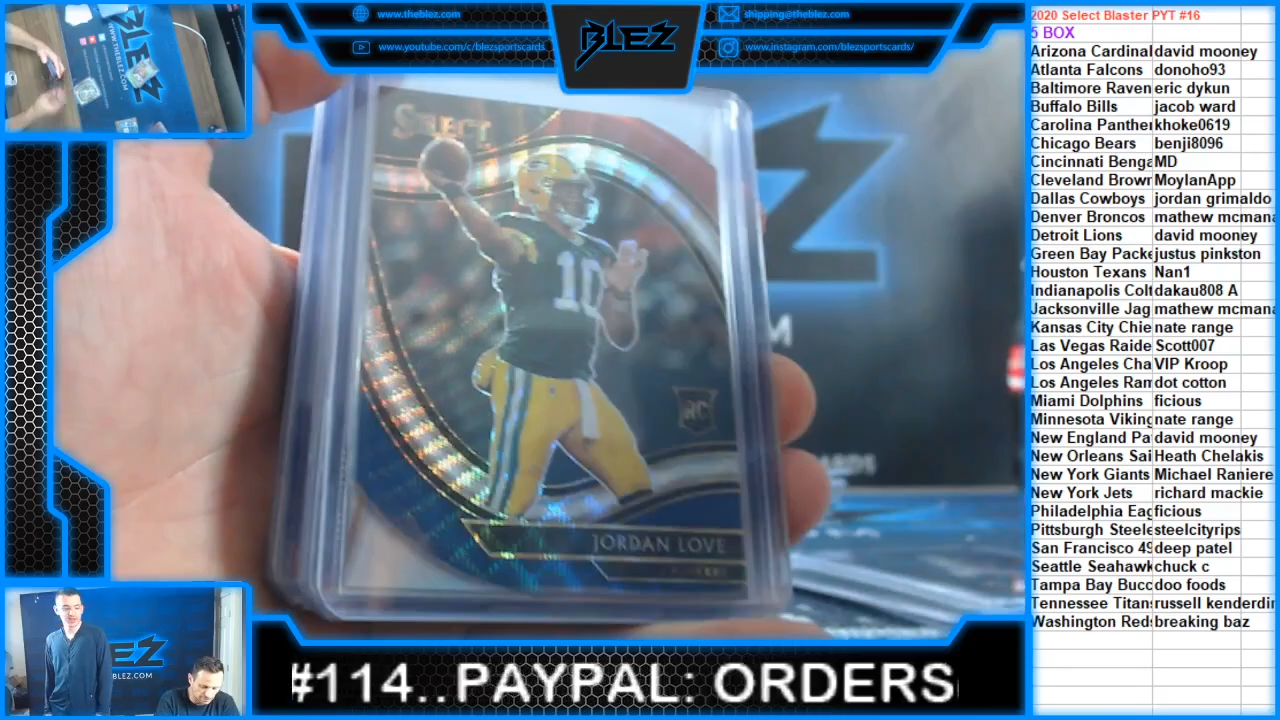 www.theblez.com
www.youtube.com/c/blezsportscards
BLEZ
shipping@theblez.com
www.instagram.com/blezsportscards/
SELECT
10
RC
JORDAN LOVE
#114..PAYPAL: ORDERS
2020 Select Blaster PYT #16
5 BOX
Arizona Cardinal david mooney
Atlanta Falcons donoho93
Baltimore Raven eric dykun
Buffalo Bills jacob ward
Carolina Panthe khoke0619
Chicago Bears benji8096
Cincinnati Benga MD
Cleveland Brown MoylanApp
Dallas Cowboys jordan grimaldo
Denver Broncos mathew mcmana
Detroit Lions david mooney
Green Bay Packe justus pinkston
Houston Texans Nan1
Indianapolis Colt dakau808 A
Jacksonville Jag mathew mcmana
Kansas City Chie nate range
Las Vegas Raide Scott007
Los Angeles Cha VIP Kroop
Los Angeles Ram dot cotton
Miami Dolphins ficious
Minnesota Viking nate range
New England Pa david mooney
New Orleans Sai Heath Chelakis
New York Giants Michael Raniere
New York Jets richard mackie
Philadelphia Eag ficious
Pittsburgh Steele steelcityrips
San Francisco 49 deep patel
Seattle Seahawk chuck c
Tampa Bay Bucc doo foods
Tennessee Titans russell kenderdin
Washington Reds breaking baz